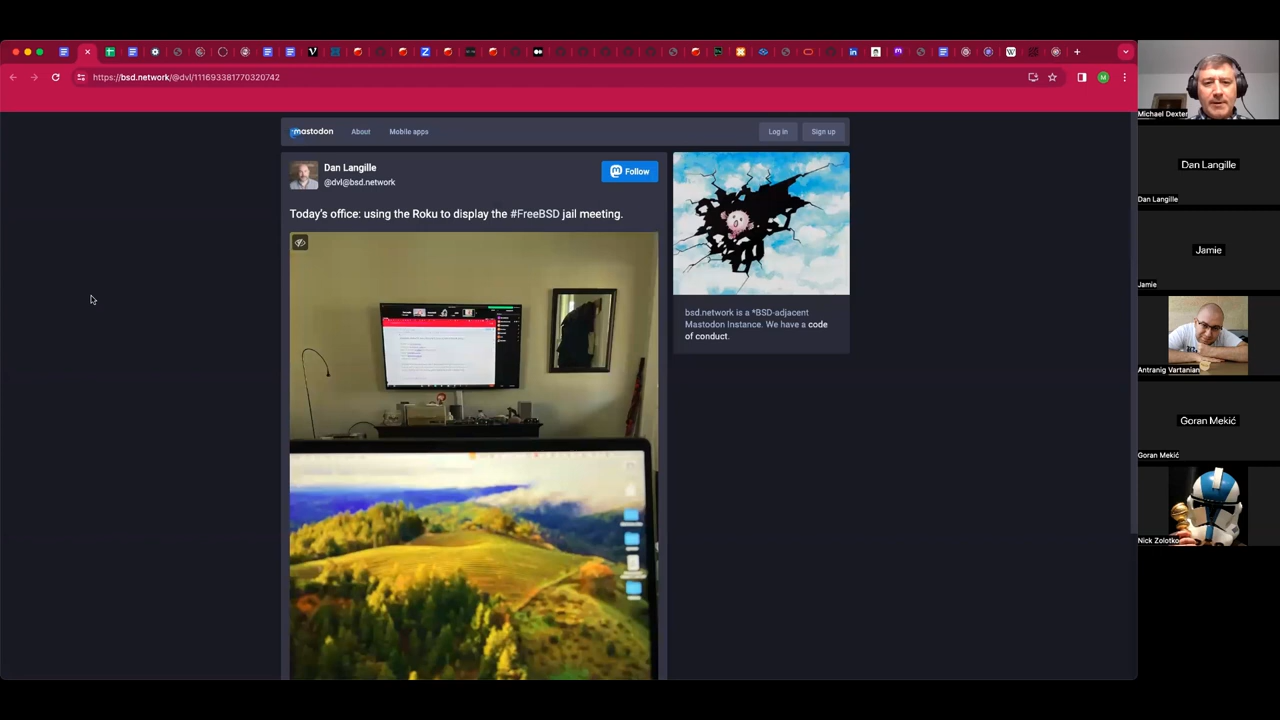 https://bsd.network/@dvl/111693381770320742
M
mastodon
About
Mobile apps
Log in
Sign up
Dan Langille
@dvl@bsd.network
Follow
Today's office: using the Roku to display the #FreeBSD jail meeting.
bsd.network is a *BSD-adjacent
Mastodon Instance. We have a code
of conduct.
Michael Dexter
Dan Langille
Dan Langille
Jamie
Jamie
Antranig Vartanian
Goran Mekić
Goran Mekić
Nick Zolotko